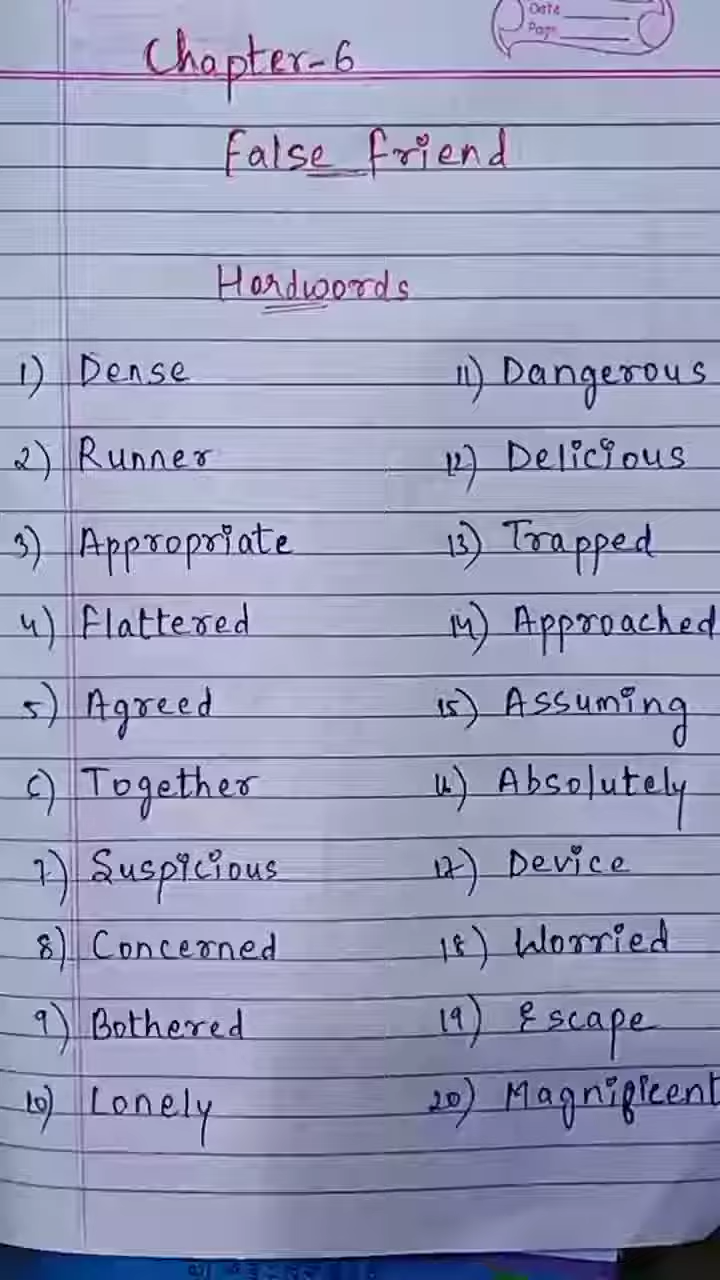 Date
Page
Chapter-6
False friend
Hardwords
1) Dense
2) Runner
3) Appropriate
4) Flattered
5) Agreed
6) Together
7) Suspicious
8) Concerned
9) Bothered
10) Lonely
11) Dangerous
12) Delicious
13) Trapped
14) Approached
15) Assuming
16) Absolutely
17) Device
18) Worried
19) Escape
20) Magnificent